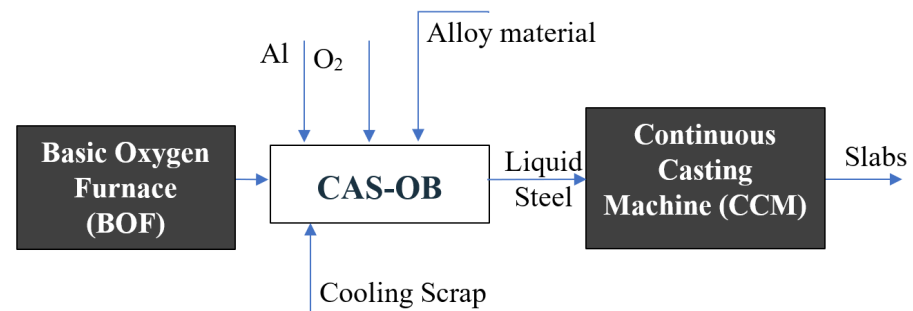 Alloy material
Al
O₂
Basic Oxygen
Furnace
(BOF)
CAS-OB
Liquid
Steel
Continuous
Casting
Machine (CCM)
Slabs
Cooling Scrap